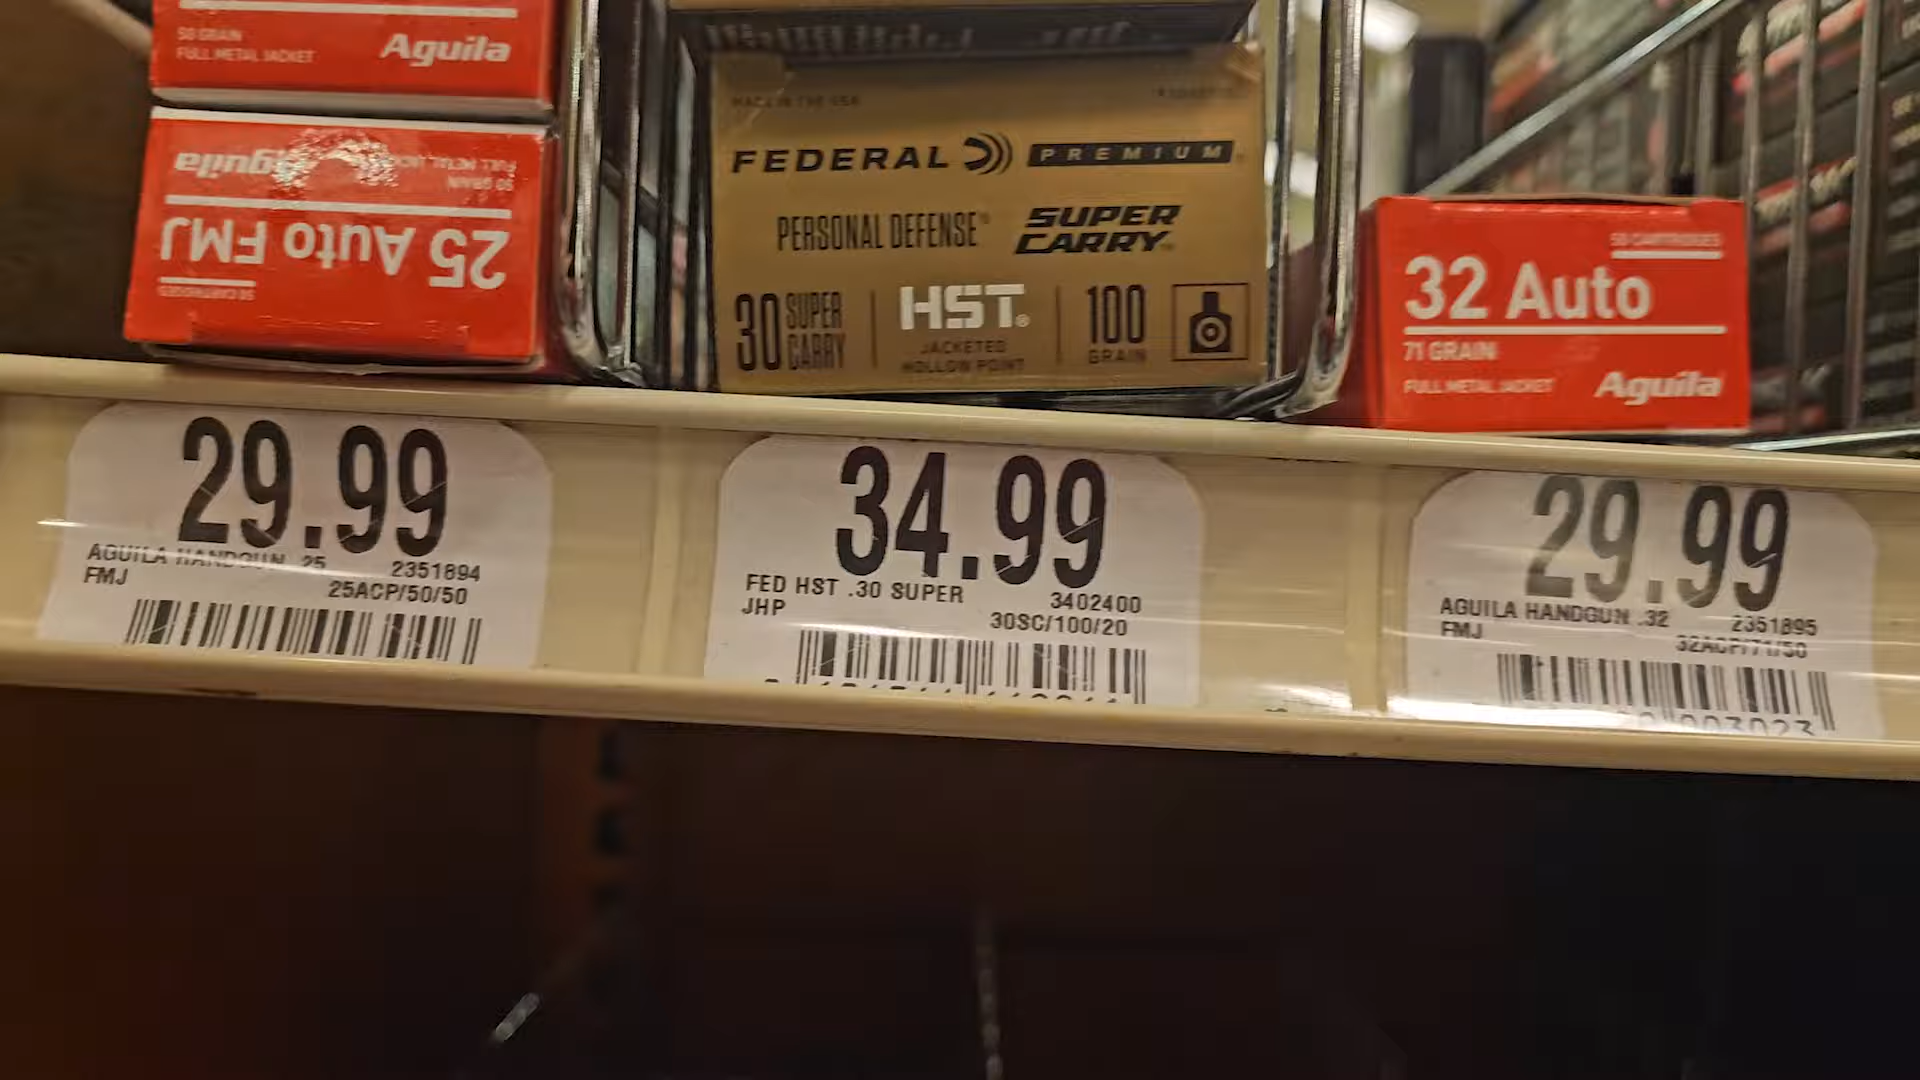 50 GRAIN
FULL METAL JACKET
Aguila
Aguila
FULL METAL JACKET
50 GRAIN
25 Auto FMJ
50 CARTRIDGES
MADE IN THE USA
FEDERAL PREMIUM
PERSONAL DEFENSE SUPER CARRY
30 SUPER CARRY HST® 100 GRAIN
JACKETED
HOLLOW POINT
50 CARTRIDGES
32 Auto
71 GRAIN
FULL METAL JACKET
Aguila
29.99
AGUILA HANDGUN .25 2351894
FMJ 25ACP/50/50
34.99
FED HST .30 SUPER 3402400
JHP 30SC/100/20
29.99
AGUILA HANDGUN .32 2351895
FMJ 32ACP/71/50
003023